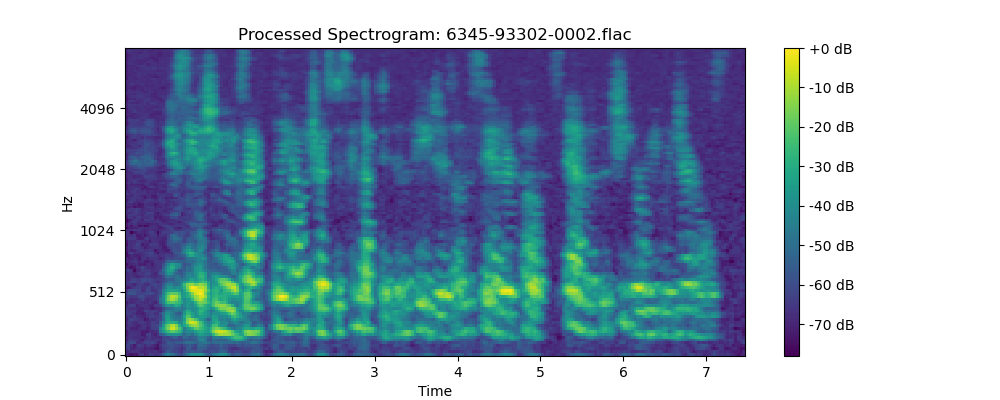 Processed Spectrogram: 6345-93302-0002.flac
+0 dB
4096
-10 dB
-20 dB
2048
-30 dB
Hz
-40 dB
1024
-50 dB
512
-60 dB
-70 dB
0
0 1 2 3 4 5 6 7
Time